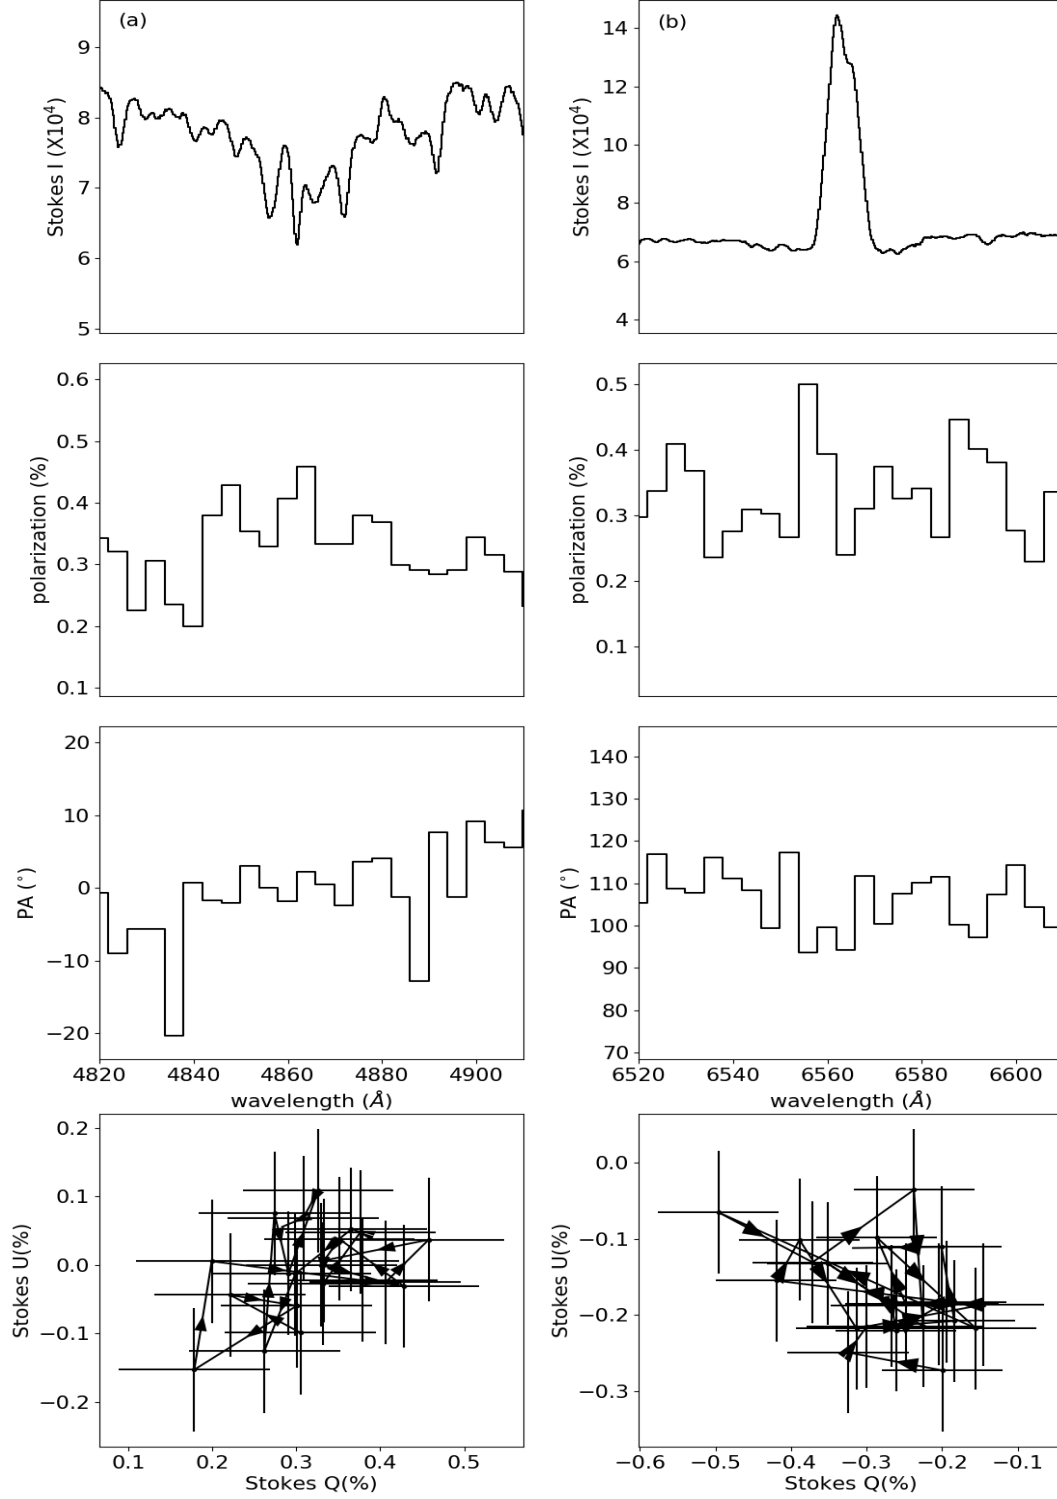 (a)
9
8
7
6
5
Stokes I (X10⁴)
(b)
14
12
10
8
6
4
Stokes I (X10⁴)
0.6
0.5
0.4
0.3
0.2
0.1
polarization (%)
0.5
0.4
0.3
0.2
0.1
polarization (%)
20
10
0
−10
−20
PA (°)
4820 4840 4860 4880 4900
wavelength (Å)
140
130
120
110
100
90
80
70
PA (°)
6520 6540 6560 6580 6600
wavelength (Å)
0.2
0.1
0.0
−0.1
−0.2
Stokes U(%)
0.1 0.2 0.3 0.4 0.5
Stokes Q(%)
0.0
−0.1
−0.2
−0.3
Stokes U(%)
−0.6 −0.5 −0.4 −0.3 −0.2 −0.1
Stokes Q(%)